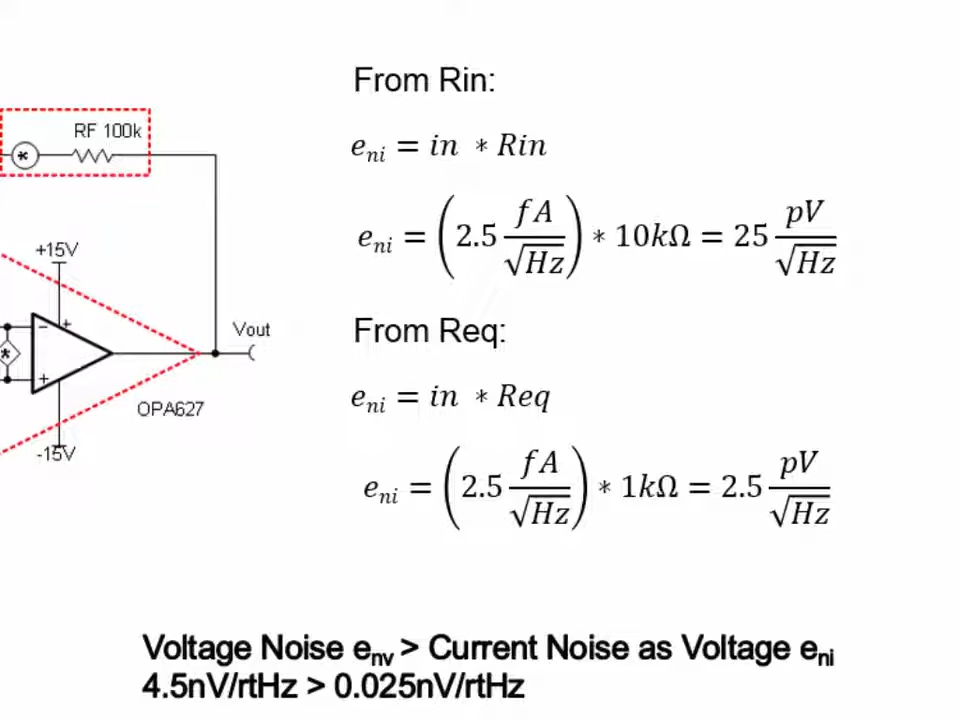 From Rin:
e_ni = in * Rin
e_ni = (2.5 fA/√Hz) * 10kΩ = 25 pV/√Hz
From Req:
e_ni = in * Req
e_ni = (2.5 fA/√Hz) * 1kΩ = 2.5 pV/√Hz
RF 100k
*
+15V
Vout
-
+
*
+
OPA627
-15V
Voltage Noise e_nv > Current Noise as Voltage e_ni
4.5nV/rtHz > 0.025nV/rtHz